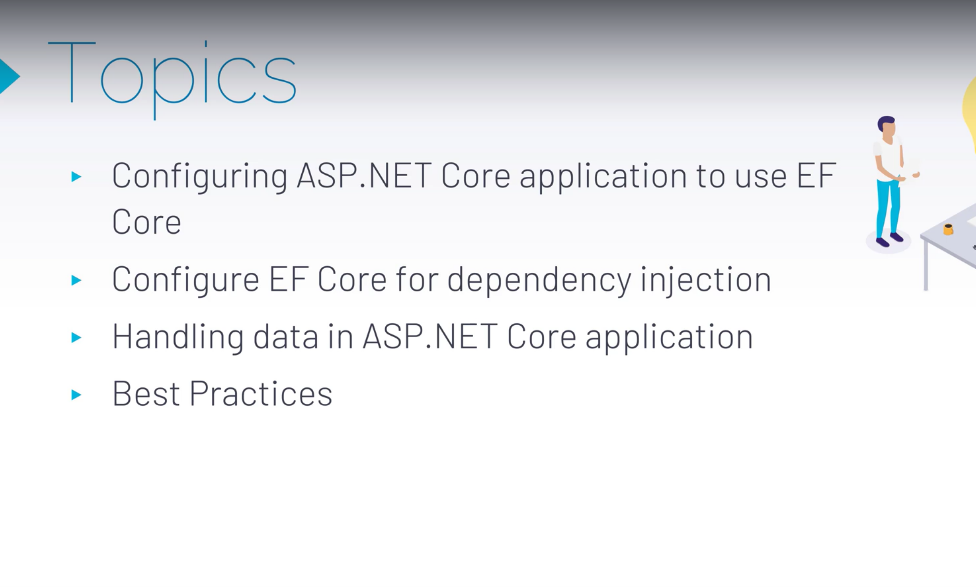 Topics
Configuring ASP.NET Core application to use EF
Core
Configure EF Core for dependency injection
Handling data in ASP.NET Core application
Best Practices